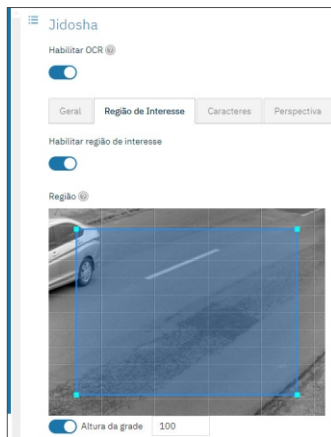 Jidosha
Habilitar OCR ?
Geral Região de Interesse Caracteres Perspectiva
Habilitar região de interesse
Região ?
Altura da grade 100